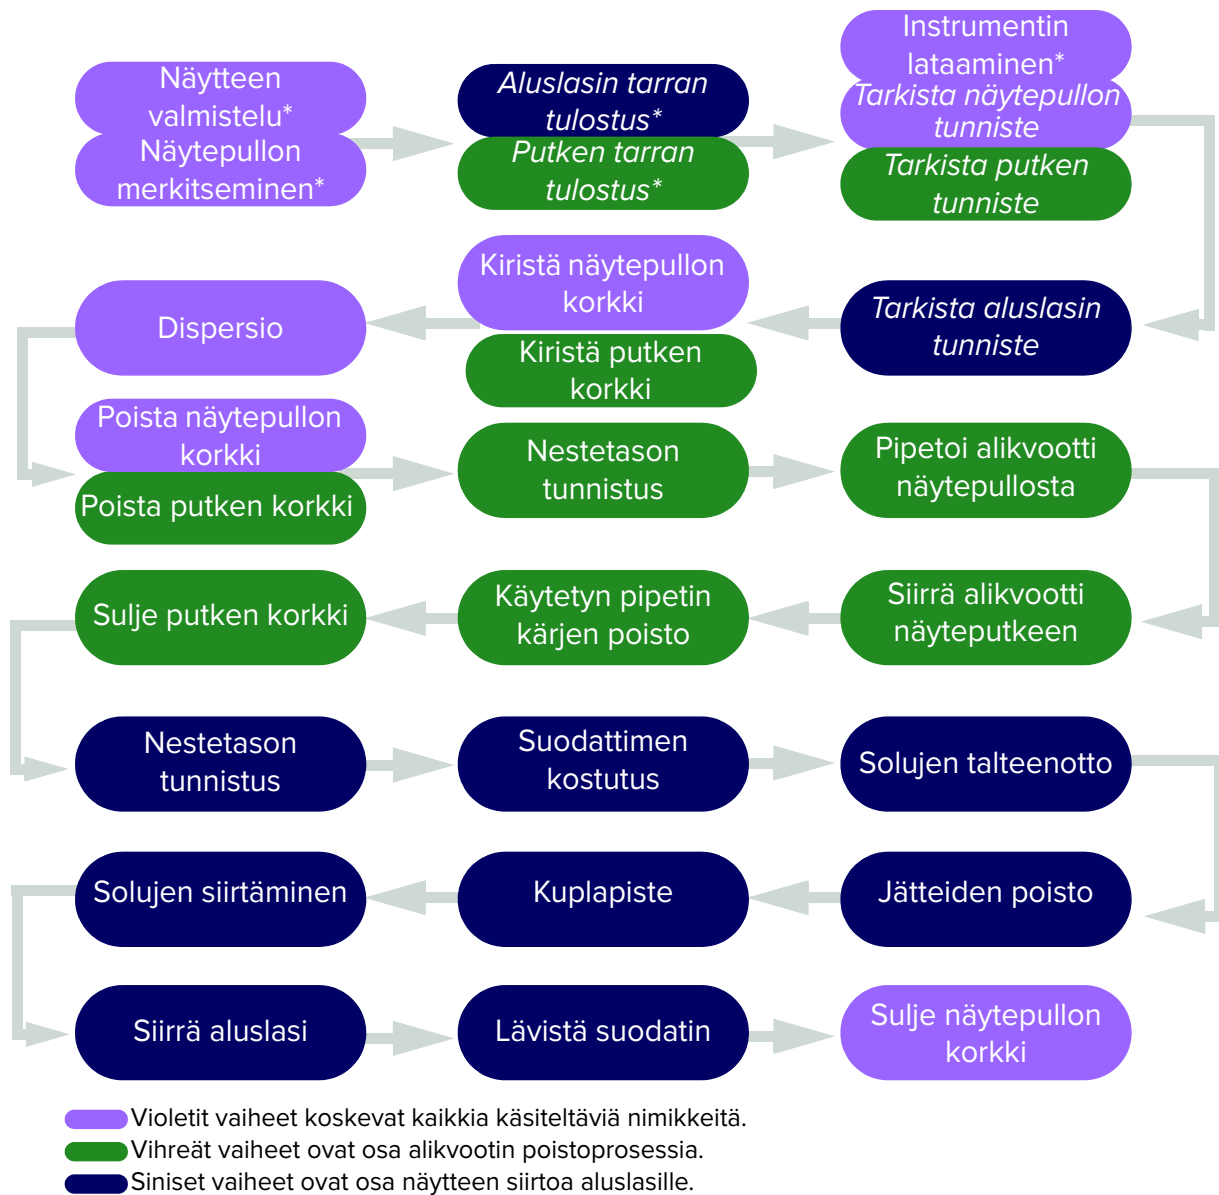 Näytteen
valmistelu*
Näytepullon
merkitseminen*
Aluslasin tarran
tulostus*
Putken tarran
tulostus*
Instrumentin
lataaminen*
Tarkista näytepullon
tunniste
Tarkista putken
tunniste
Tarkista aluslasin
tunniste
Kiristä näytepullon
korkki
Kiristä putken
korkki
Dispersio
Poista näytepullon
korkki
Poista putken korkki
Nestetason
tunnistus
Pipetoi alikvootti
näytepullosta
Siirrä alikvootti
näyteputkeen
Käytetyn pipetin
kärjen poisto
Sulje putken korkki
Nestetason
tunnistus
Suodattimen
kostutus
Solujen talteenotto
Jätteiden poisto
Kuplapiste
Solujen siirtäminen
Siirrä aluslasi
Lävistä suodatin
Sulje näytepullon
korkki
Violetit vaiheet koskevat kaikkia käsiteltäviä nimikkeitä.
Vihreät vaiheet ovat osa alikvootin poistoprosessia.
Siniset vaiheet ovat osa näytteen siirtoa aluslasille.